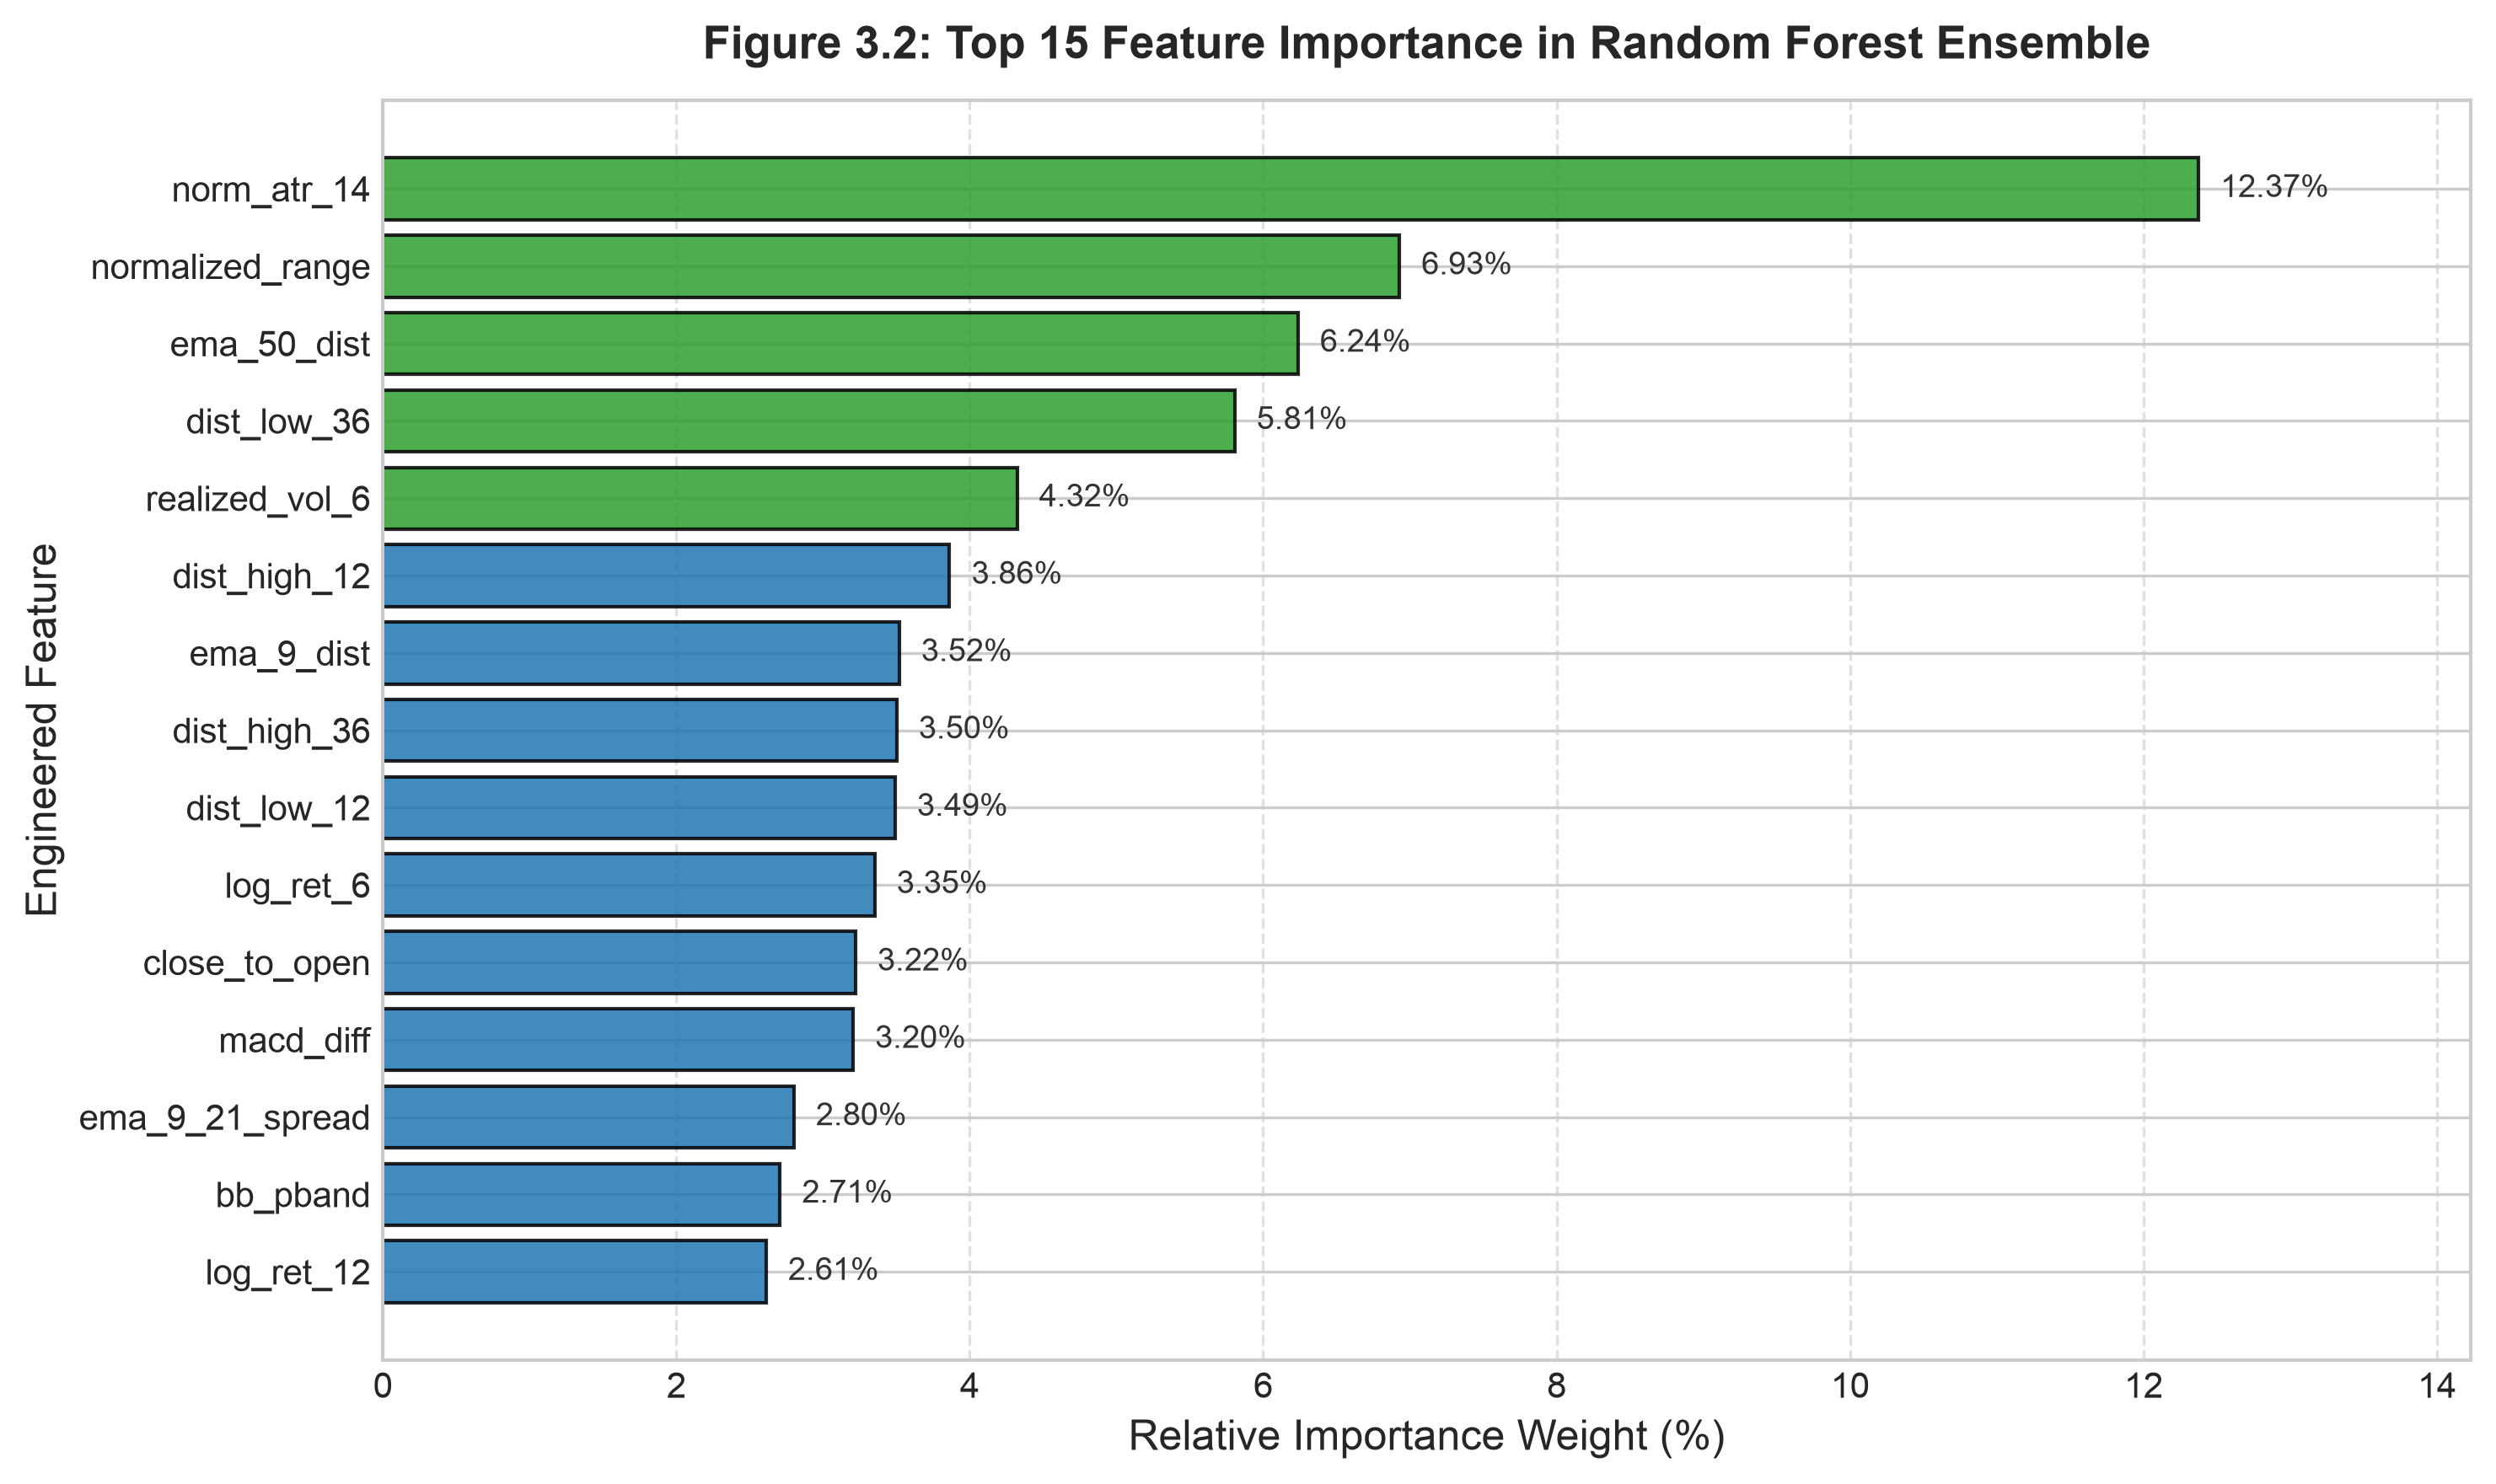 Figure 3.2: Top 15 Feature Importance in Random Forest Ensemble
Engineered Feature
norm_atr_14 12.37%
normalized_range 6.93%
ema_50_dist 6.24%
dist_low_36 5.81%
realized_vol_6 4.32%
dist_high_12 3.86%
ema_9_dist 3.52%
dist_high_36 3.50%
dist_low_12 3.49%
log_ret_6 3.35%
close_to_open 3.22%
macd_diff 3.20%
ema_9_21_spread 2.80%
bb_pband 2.71%
log_ret_12 2.61%
0 2 4 6 8 10 12 14
Relative Importance Weight (%)